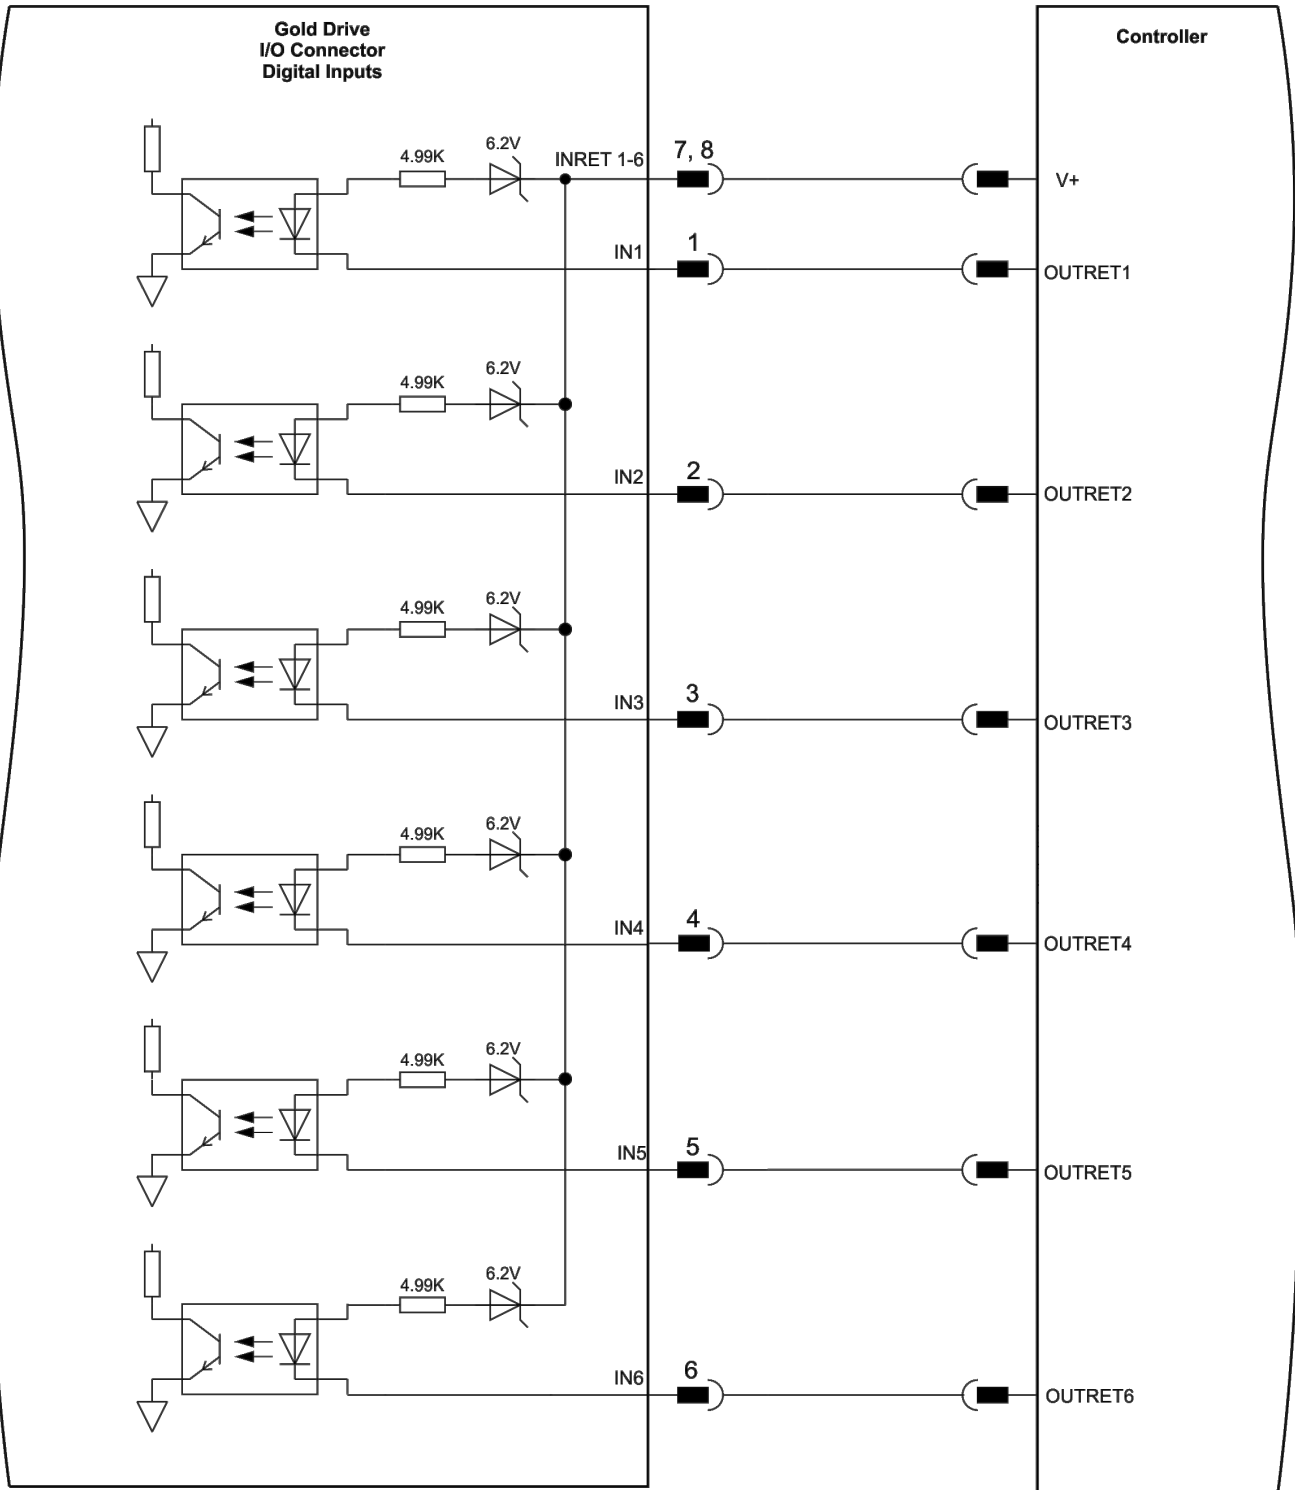 Gold Drive
I/O Connector
Digital Inputs
Controller
4.99K
6.2V
INRET 1-6
7, 8
V+
IN1
1
OUTRET1
4.99K
6.2V
IN2
2
OUTRET2
4.99K
6.2V
IN3
3
OUTRET3
4.99K
6.2V
IN4
4
OUTRET4
4.99K
6.2V
IN5
5
OUTRET5
4.99K
6.2V
IN6
6
OUTRET6